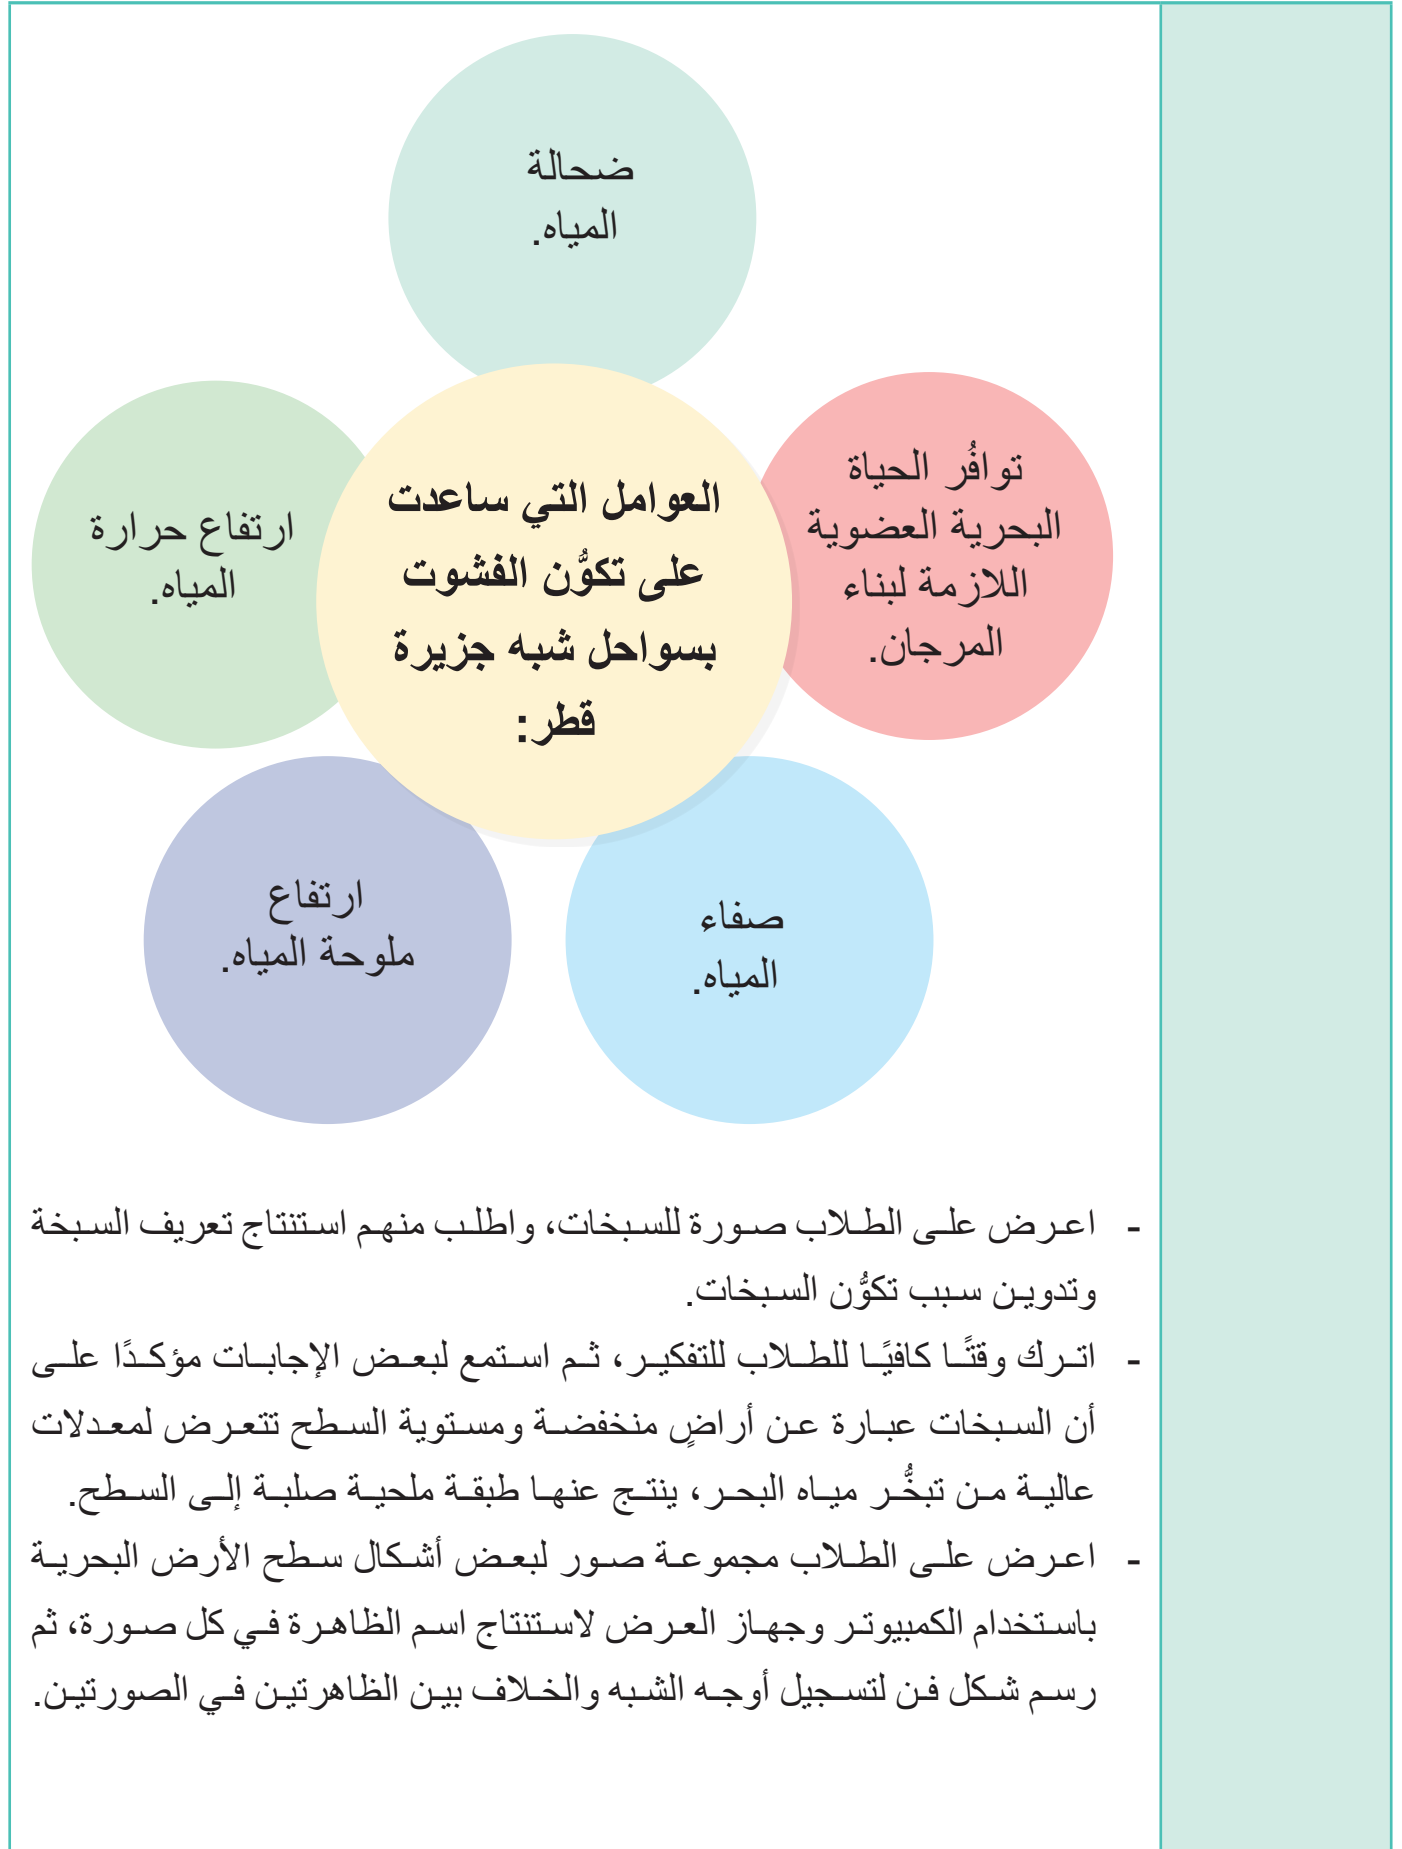 ضحالة
المياه.
توافُر الحياة
البحرية العضوية
اللازمة لبناء
المرجان.
العوامل التي ساعدت
على تكوُّن الفشوت
بسواحل شبه جزيرة
قطر:
ارتفاع حرارة
المياه.
صفاء
المياه.
ارتفاع
ملوحة المياه.
- اعرض على الطلاب صورة للسبخات، واطلب منهم استنتاج تعريف السبخة
وتدوين سبب تكوُّن السبخات.
- اترك وقتًا كافيًا للطلاب للتفكير، ثم استمع لبعض الإجابات مؤكدًا على
أن السبخات عبارة عن أراضٍ منخفضة ومستوية السطح تتعرض لمعدلات
عالية من تبخُّر مياه البحر، ينتج عنها طبقة ملحية صلبة إلى السطح.
- اعرض على الطلاب مجموعة صور لبعض أشكال سطح الأرض البحرية
باستخدام الكمبيوتر وجهاز العرض لاستنتاج اسم الظاهرة في كل صورة، ثم
رسم شكل فن لتسجيل أوجه الشبه والخلاف بين الظاهرتين في الصورتين.